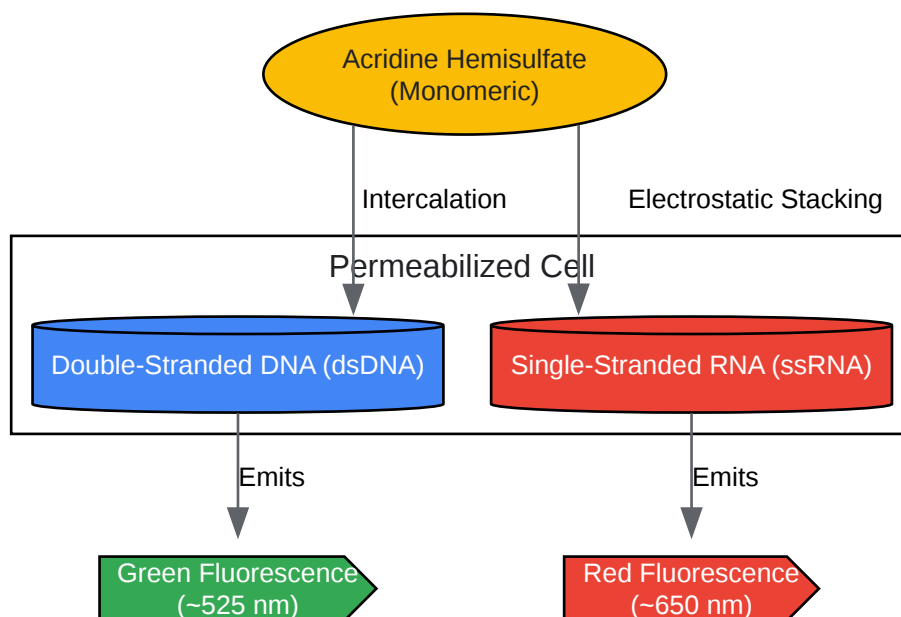 Acridine Hemisulfate
(Monomeric)
Intercalation
Electrostatic Stacking
Permeabilized Cell
Double-Stranded DNA (dsDNA)
Single-Stranded RNA (ssRNA)
Emits
Emits
Green Fluorescence
(~525 nm)
Red Fluorescence
(~650 nm)